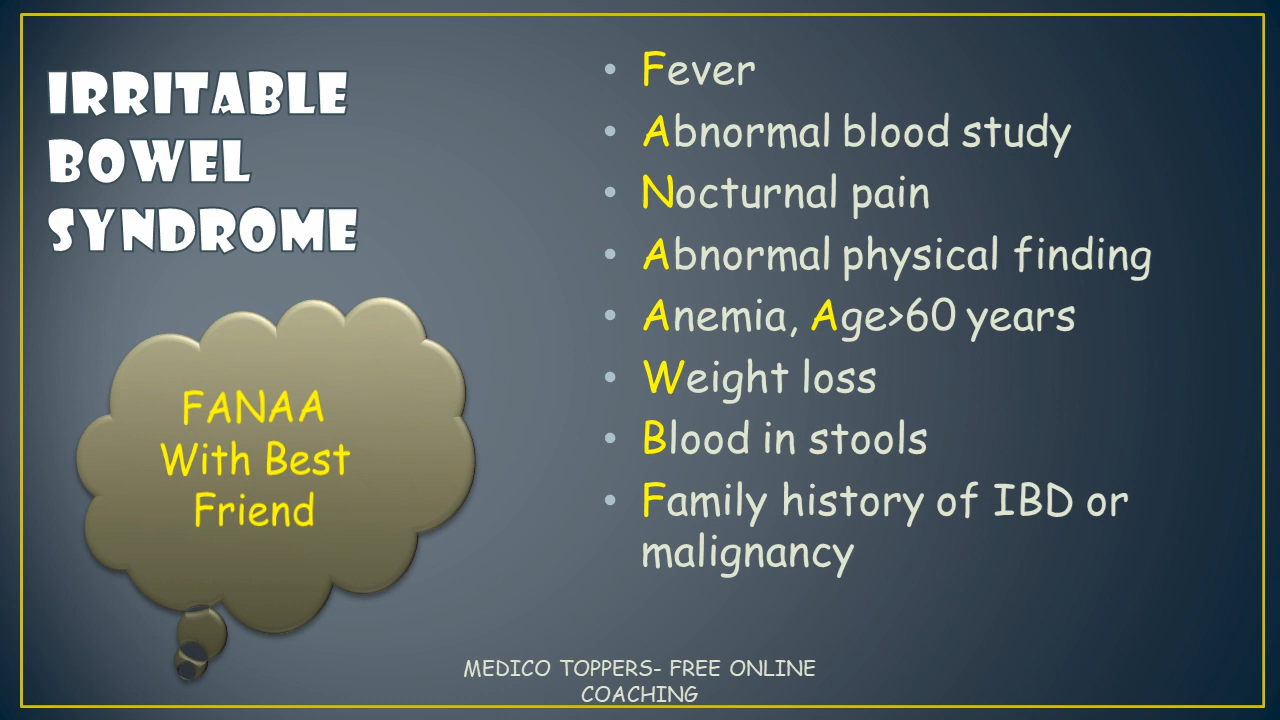 IRRITABLE
BOWEL
SYNDROME
FANAA
With Best
Friend
• Fever
• Abnormal blood study
• Nocturnal pain
• Abnormal physical finding
• Anemia, Age>60 years
• Weight loss
• Blood in stools
• Family history of IBD or
malignancy
MEDICO TOPPERS- FREE ONLINE
COACHING